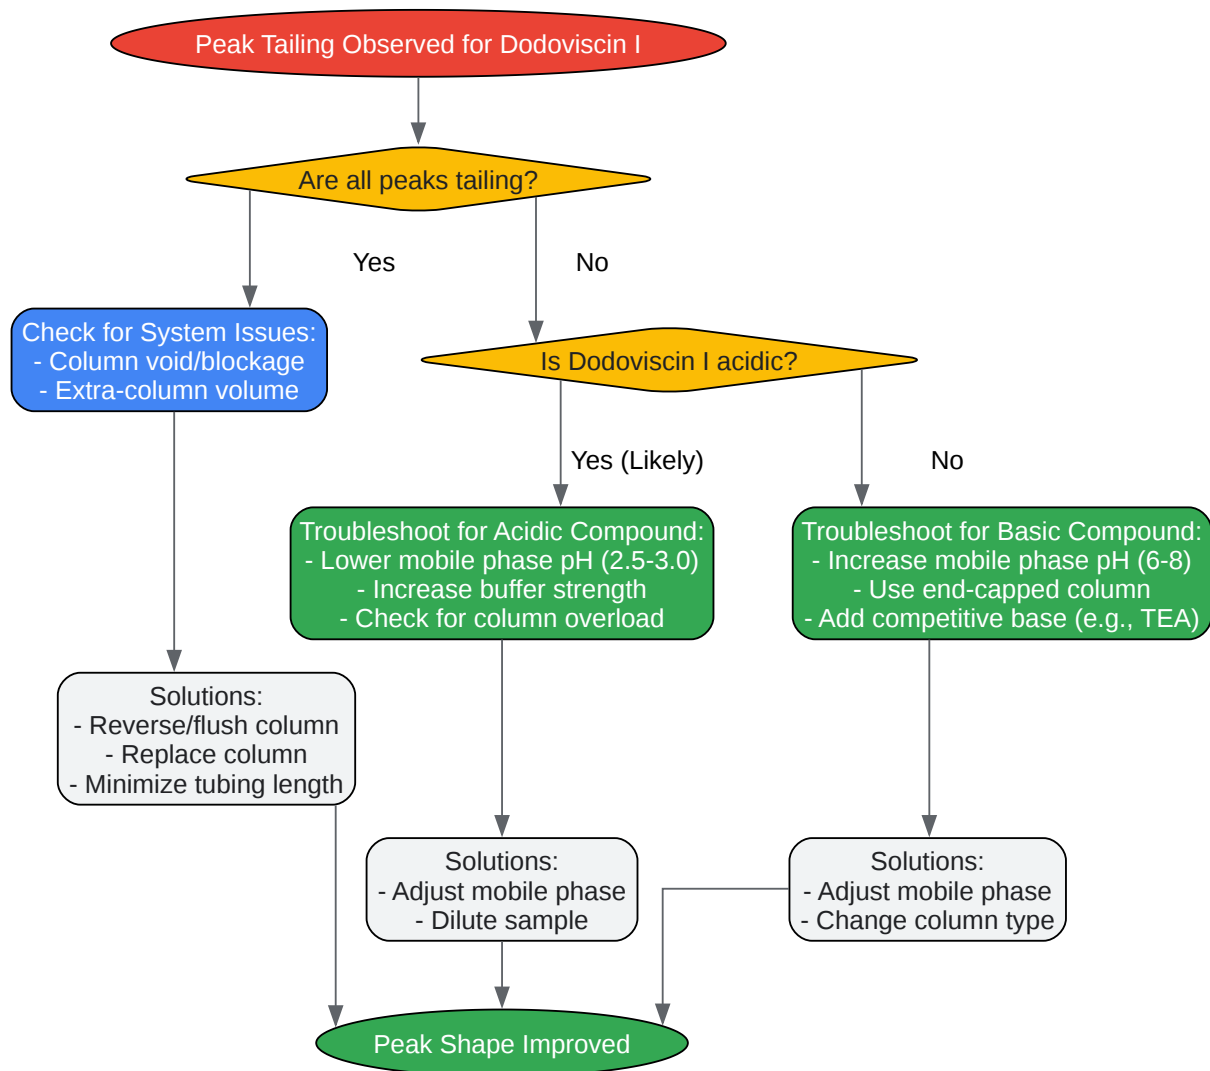 Peak Tailing Observed for Dodoviscin I
Are all peaks tailing?
Yes
No
Check for System Issues:
- Column void/blockage
- Extra-column volume
Is Dodoviscin I acidic?
Yes (Likely)
No
Troubleshoot for Acidic Compound:
- Lower mobile phase pH (2.5-3.0)
- Increase buffer strength
- Check for column overload
Troubleshoot for Basic Compound:
- Increase mobile phase pH (6-8)
- Use end-capped column
- Add competitive base (e.g., TEA)
Solutions:
- Reverse/flush column
- Replace column
- Minimize tubing length
Solutions:
- Adjust mobile phase
- Dilute sample
Solutions:
- Adjust mobile phase
- Change column type
Peak Shape Improved